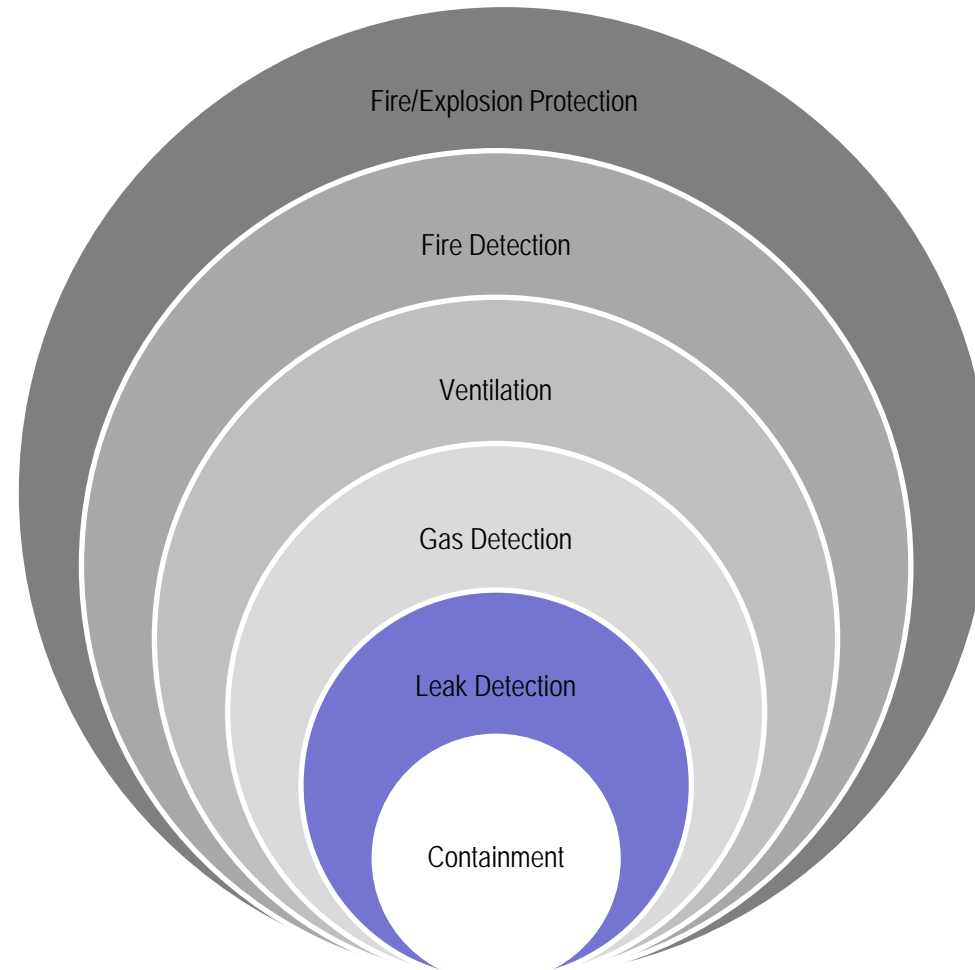 Fire/Explosion Protection
Fire Detection
Ventilation
Gas Detection
Leak Detection
Containment